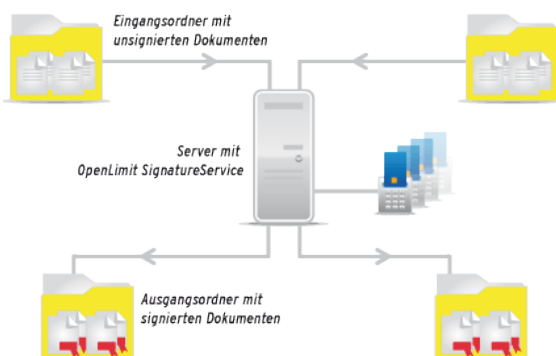 Eingangsordner mit
unsignierten Dokumenten
Server mit
OpenLimit SignatureService
Ausgangsordner mit
signierten Dokumenten